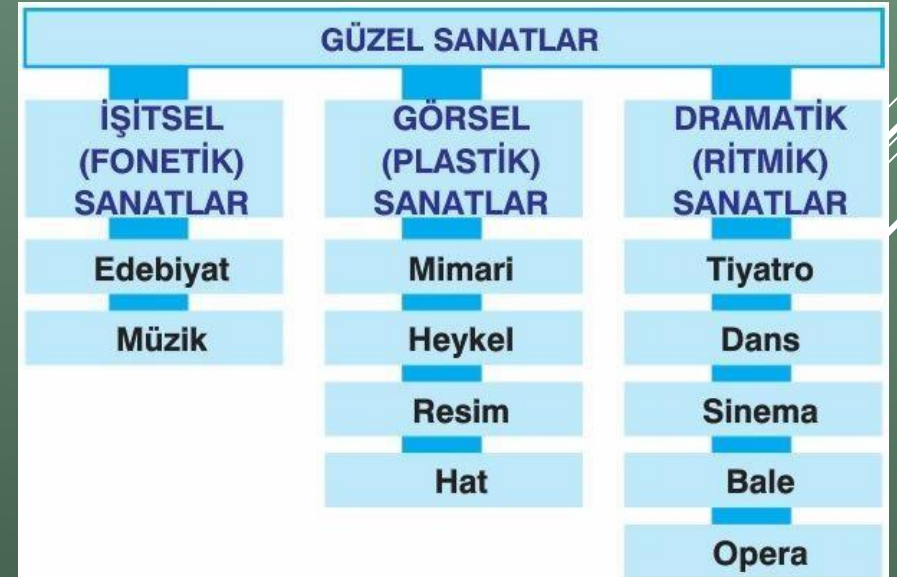 GÜZEL SANATLAR
İŞİTSEL
(FONETİK)
SANATLAR
Edebiyat
Müzik
GÖRSEL
(PLASTİK)
SANATLAR
Mimari
Heykel
Resim
Hat
DRAMATİK
(RİTMİK)
SANATLAR
Tiyatro
Dans
Sinema
Bale
Opera